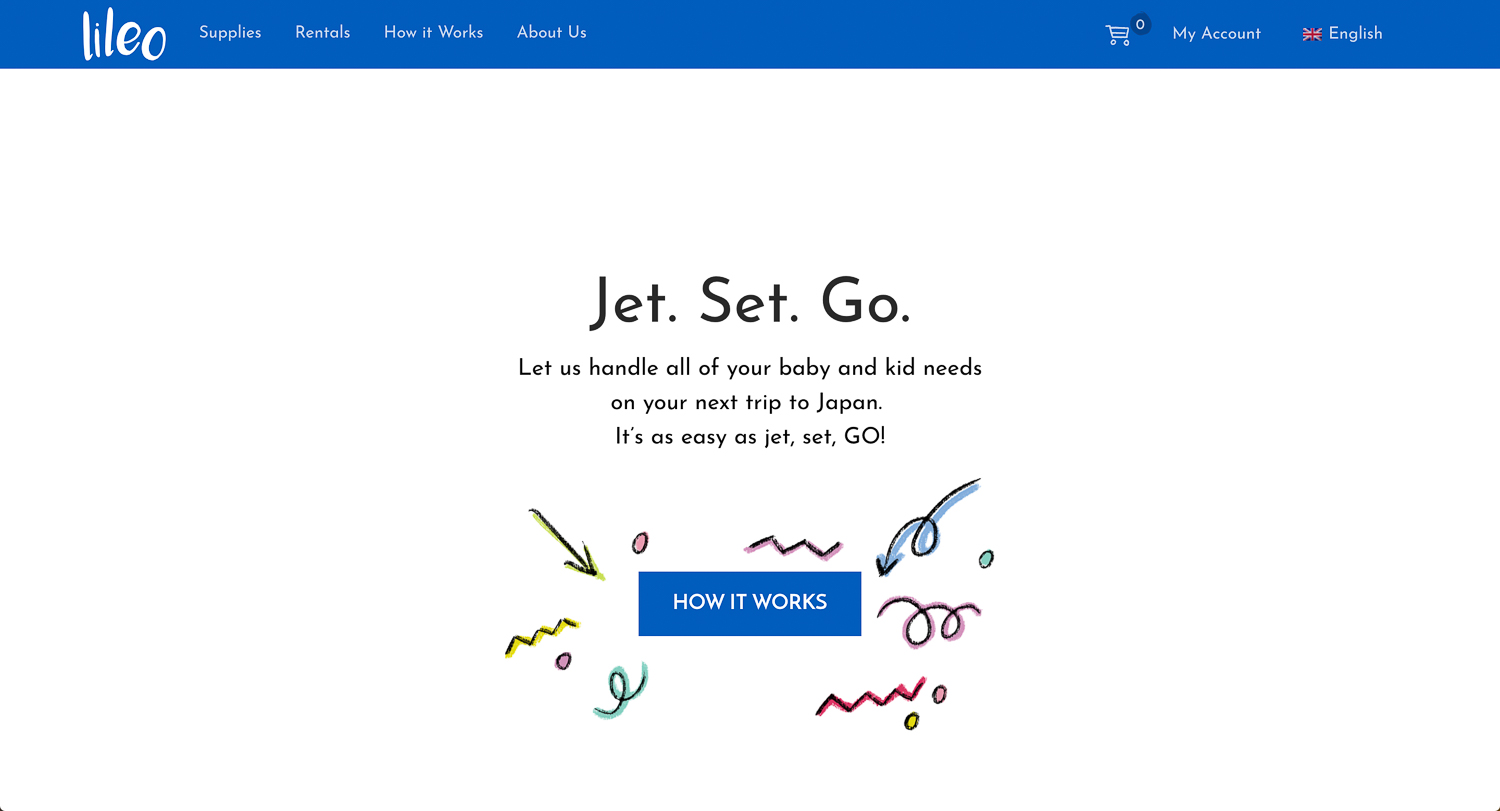 lileo
Supplies
Rentals
How it Works
About Us
0
My Account
English
Jet. Set. Go.
Let us handle all of your baby and kid needs
on your next trip to Japan.
It's as easy as jet, set, GO!
HOW IT WORKS